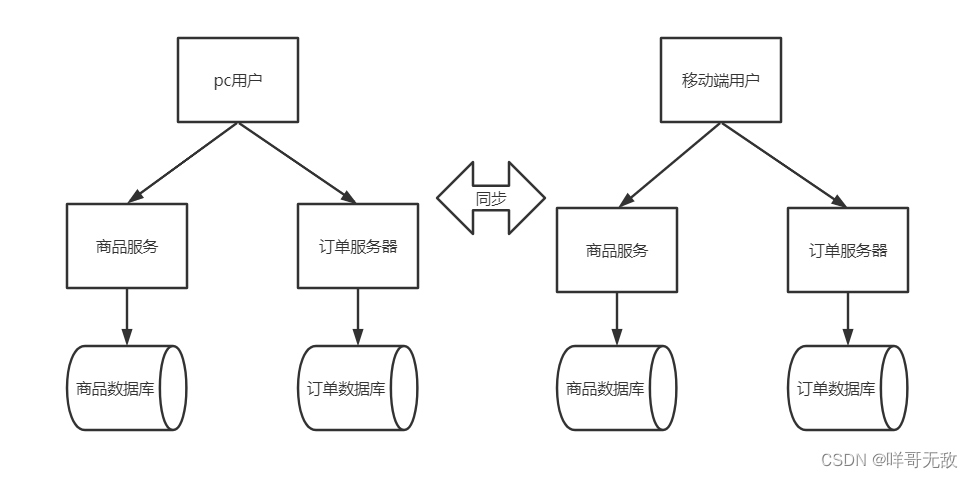 pc用户
移动端用户
同步
商品服务
订单服务器
商品服务
订单服务器
商品数据库
订单数据库
商品数据库
订单数据库
CSDN @咩哥无敌